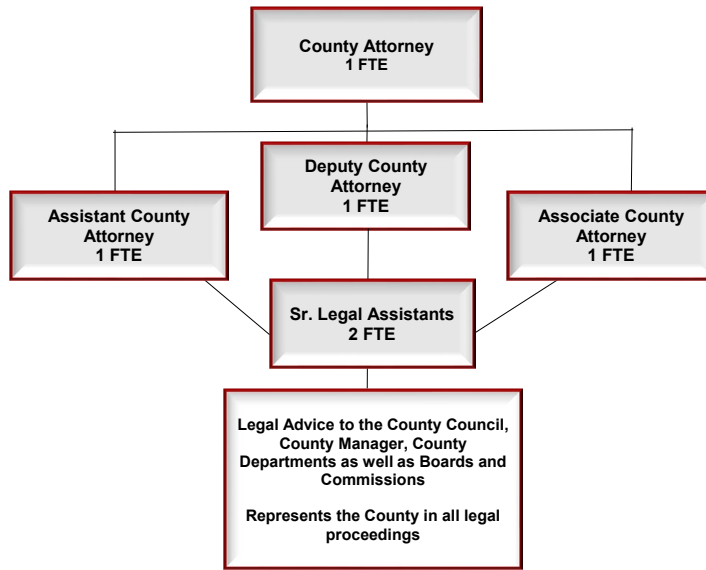 County Attorney
1 FTE
Deputy County
Attorney
1 FTE
Assistant County
Attorney
1 FTE
Associate County
Attorney
1 FTE
Sr. Legal Assistants
2 FTE
Legal Advice to the County Council,
County Manager, County
Departments as well as Boards and
Commissions
Represents the County in all legal
proceedings